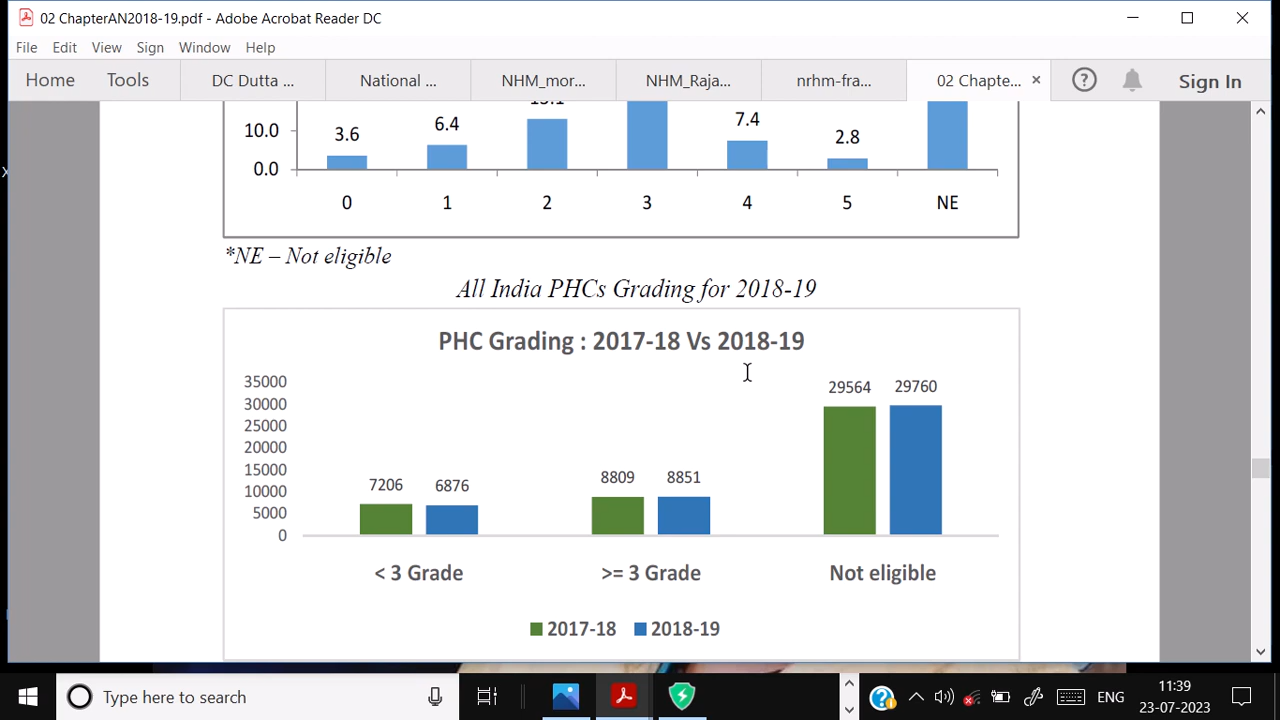 02 ChapterAN2018-19.pdf - Adobe Acrobat Reader DC
File Edit View Sign Window Help
Home Tools DC Dutta ... National ... NHM_mor... NHM_Raja... nrhm-fra... 02 Chapte... × ? Sign In
10.0 3.6 6.4 13.1 7.4 2.8
0.0
0 1 2 3 4 5 NE
*NE – Not eligible
All India PHCs Grading for 2018-19
PHC Grading : 2017-18 Vs 2018-19
35000 29564 29760
30000
25000
20000
15000 7206 6876 8809 8851
10000
5000
0
< 3 Grade >= 3 Grade Not eligible
2017-18 2018-19
Type here to search
ENG 11:39
23-07-2023